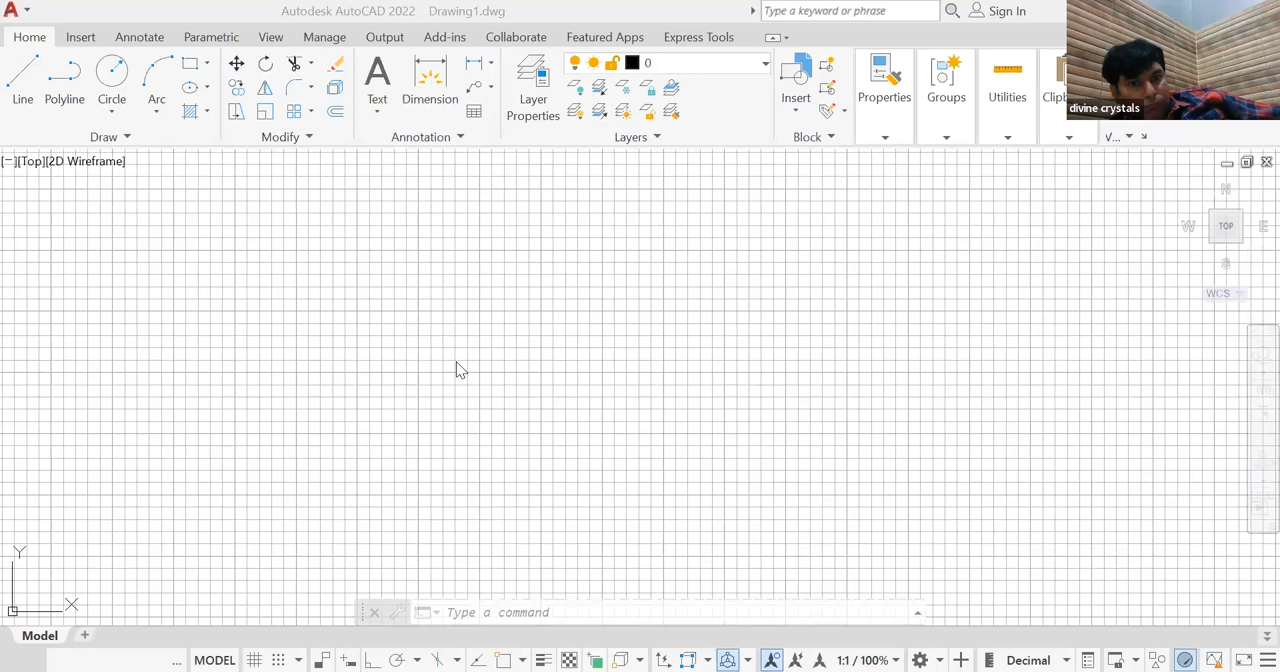 Autodesk AutoCAD 2022 Drawing1.dwg
Type a keyword or phrase
Sign In
Home Insert Annotate Parametric View Manage Output Add-ins Collaborate Featured Apps Express Tools
Line Polyline Circle Arc
Text Dimension
Layer Properties
0
Insert
Properties Groups Utilities Clipb
divine crystals
Draw Modify Annotation Layers Block V...
[−][Top][2D Wireframe]
N
W TOP E
S
WCS
Y
X
Type a command
Model +
... MODEL 1:1 / 100% Decimal